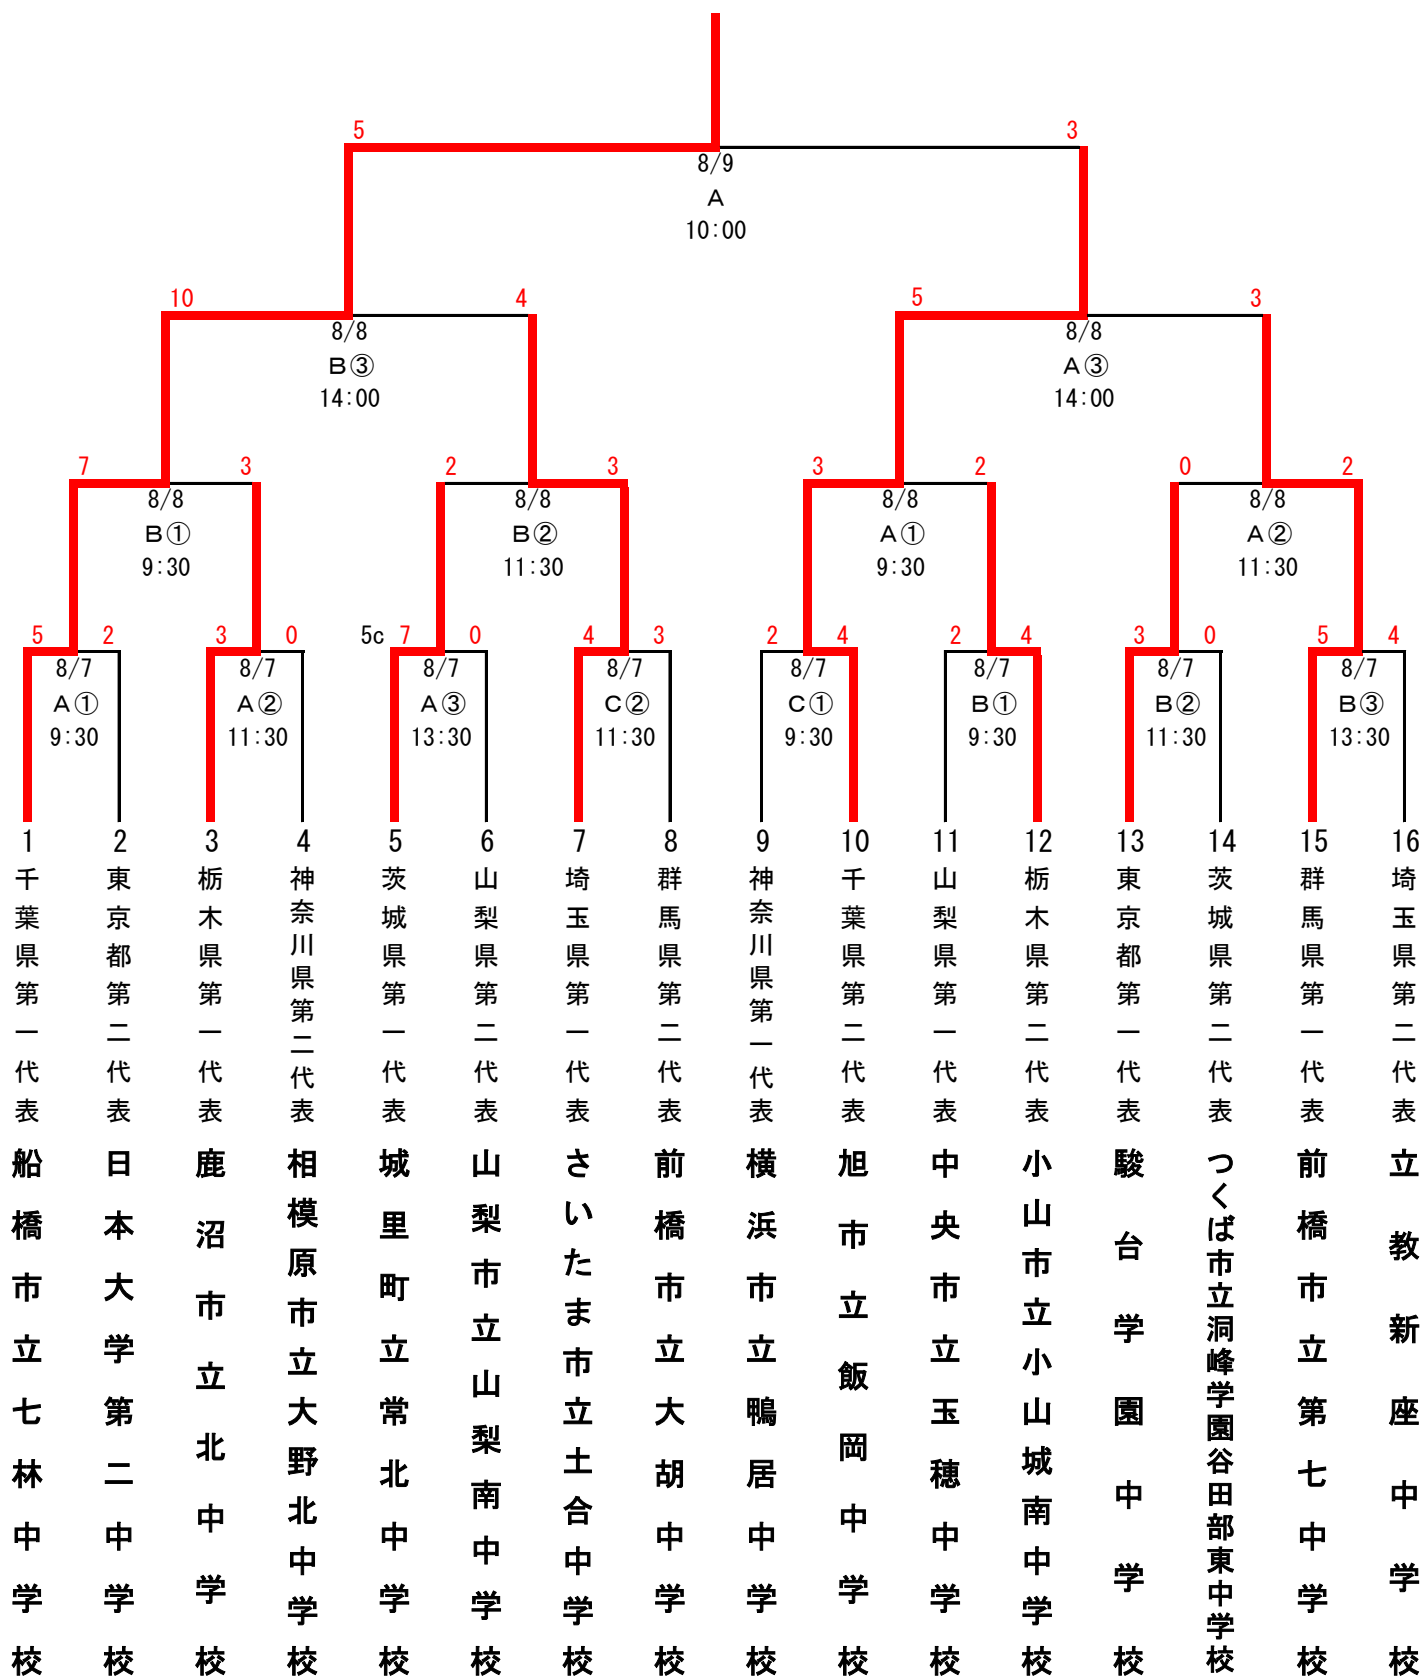 5 3
8/9
A
10:00
10 4 5 3
8/8 8/8
B③ A③
14:00 14:00
7 3 2 3 3 2 0 2
8/8 8/8 8/8 8/8
B① B② A① A②
9:30 11:30 9:30 11:30
5 2 3 0 5c 7 0 4 3 2 4 2 4 3 0 5 4
8/7 8/7 8/7 8/7 8/7 8/7 8/7 8/7
A① A② A③ C② C① B① B② B③
9:30 11:30 13:30 11:30 9:30 9:30 11:30 13:30
1 2 3 4 5 6 7 8 9 10 11 12 13 14 15 16
千葉県第一代表
東京都第二代表
栃木県第一代表
神奈川県第二代表
茨城県第一代表
山梨県第二代表
埼玉県第一代表
群馬県第二代表
神奈川県第一代表
千葉県第二代表
山梨県第一代表
栃木県第二代表
東京都第一代表
茨城県第二代表
群馬県第一代表
埼玉県第二代表
船橋市立七林中学校
日本大学第二中学校
鹿沼市立北中学校
相模原市立大野北中学校
城里町立常北中学校
山梨市立山梨南中学校
さいたま市立土合中学校
前橋市立大胡中学校
横浜市立鴨居中学校
旭市立飯岡中学校
中央市立玉穂中学校
小山市立小山城南中学校
駿台学園中学校
つくば市立洞峰学園谷田部東中学校
前橋市立第七中学校
立教新座中学校